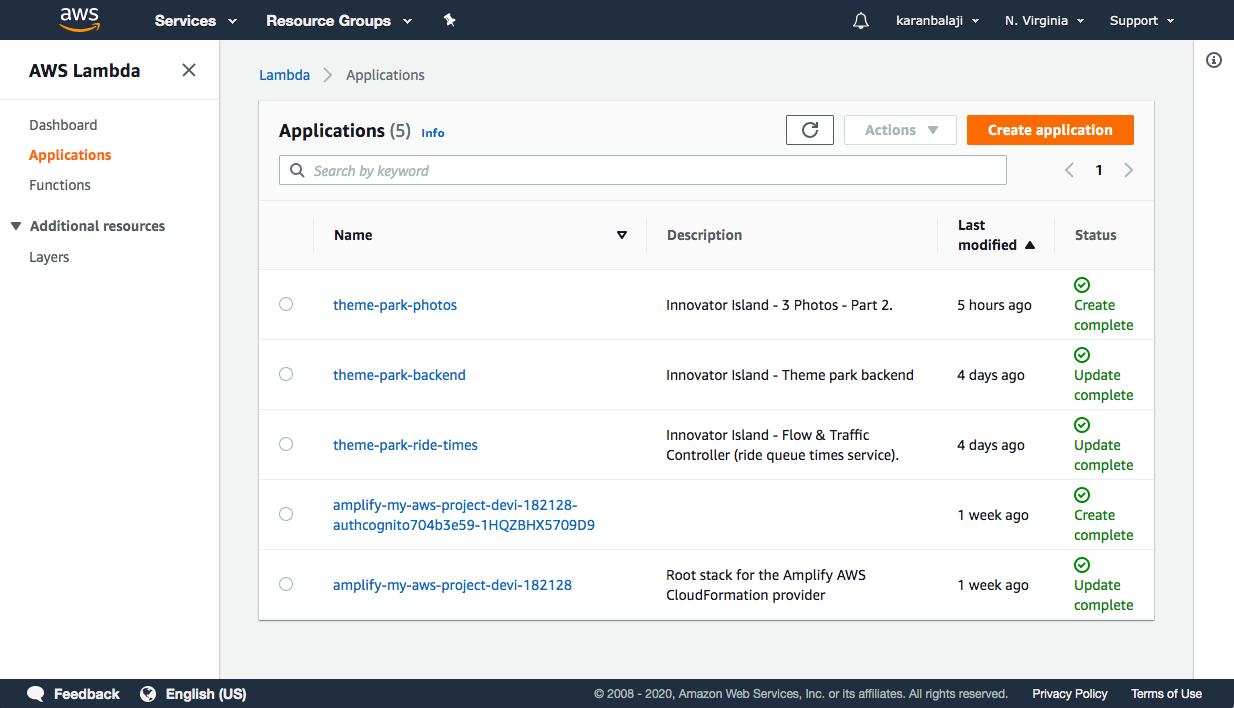 aws Services Resource Groups karanbalaji N. Virginia Support
AWS Lambda
Dashboard
Applications
Functions
Additional resources
Layers
Lambda Applications
Applications (5) Info
Actions
Create application
Search by keyword
1
Name Description Last modified Status
theme-park-photos Innovator Island - 3 Photos - Part 2. 5 hours ago Create complete
theme-park-backend Innovator Island - Theme park backend 4 days ago Update complete
theme-park-ride-times Innovator Island - Flow & Traffic Controller (ride queue times service). 4 days ago Update complete
amplify-my-aws-project-devi-182128-authcognito704b3e59-1HQZBHX5709D9 1 week ago Create complete
amplify-my-aws-project-devi-182128 Root stack for the Amplify AWS CloudFormation provider 1 week ago Update complete
Feedback English (US) © 2008 - 2020, Amazon Web Services, Inc. or its affiliates. All rights reserved. Privacy Policy Terms of Use